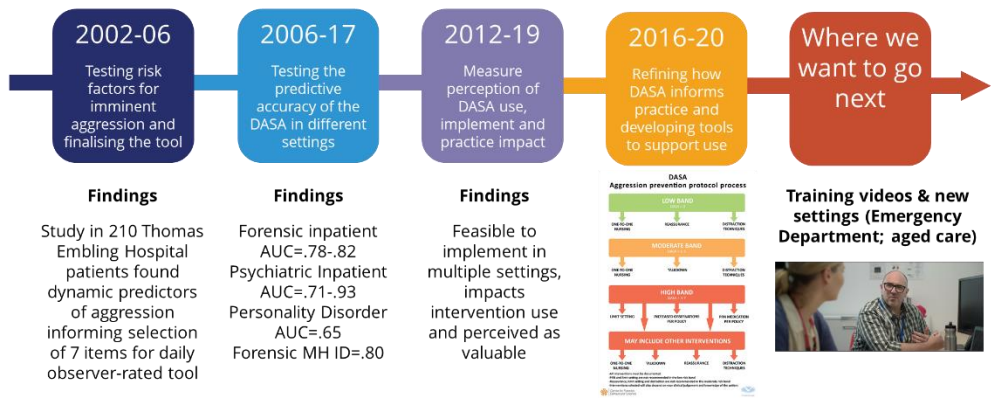 2002-06
Testing risk
factors for
imminent
aggression and
finalising the tool
2006-17
Testing the
predictive
accuracy of the
DASA in different
settings
2012-19
Measure
perception of
DASA use,
implement and
practice impact
2016-20
Refining how
DASA informs
practice and
developing tools
to support use
Where we
want to go
next
Findings
Study in 210 Thomas
Embling Hospital
patients found
dynamic predictors
of aggression
informing selection
of 7 items for daily
observer-rated tool
Findings
Forensic inpatient
AUC=.78-.82
Psychiatric Inpatient
AUC=.71-.93
Personality Disorder
AUC=.65
Forensic MH ID=.80
Findings
Feasible to
implement in
multiple settings,
impacts
intervention use
and perceived as
valuable
DASA
Aggression prevention protocol process
LOW BAND
ONE-TO-ONE
NURSING
REASSURANCE
DISTRACTION
TECHNIQUES
MODERATE BAND
ONE-TO-ONE
NURSING
DISTRACTION
TECHNIQUES
HIGH BAND
LIMIT SETTING
PER POLICY
PRN MEDICATION
PER POLICY
MAY INCLUDE OTHER INTERVENTIONS
ONE-TO-ONE
NURSING
REASSURANCE
DISTRACTION
TECHNIQUES
Training videos & new
settings (Emergency
Department; aged care)